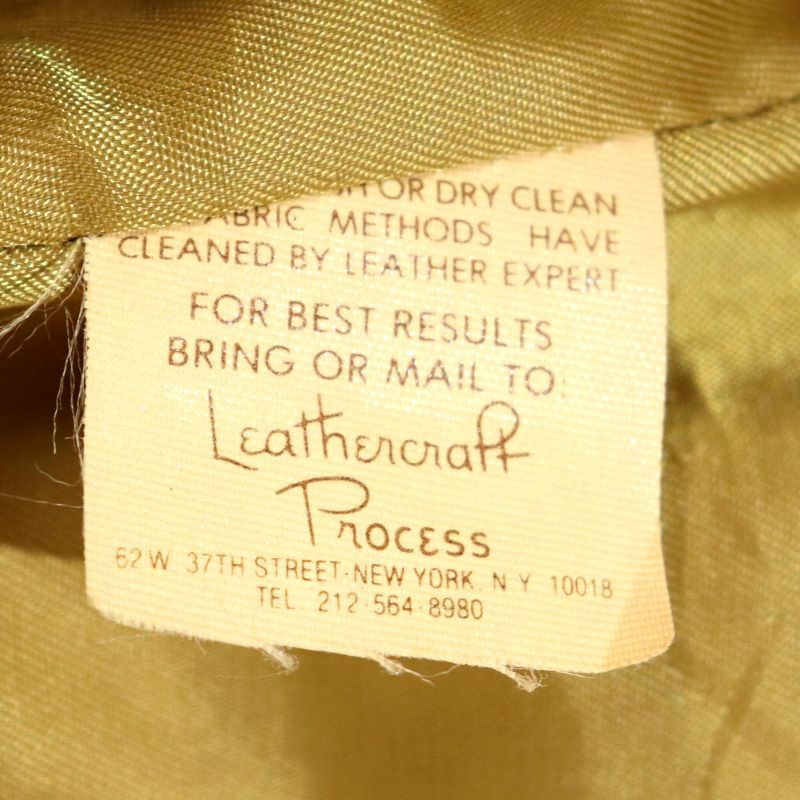 OR DRY CLEAN
FABRIC METHODS HAVE
CLEANED BY LEATHER EXPERT
FOR BEST RESULTS
BRING OR MAIL TO:
Leathercraft
Process
62 W 37TH STREET-NEW YORK, N Y 10018
TEL 212-564-8980